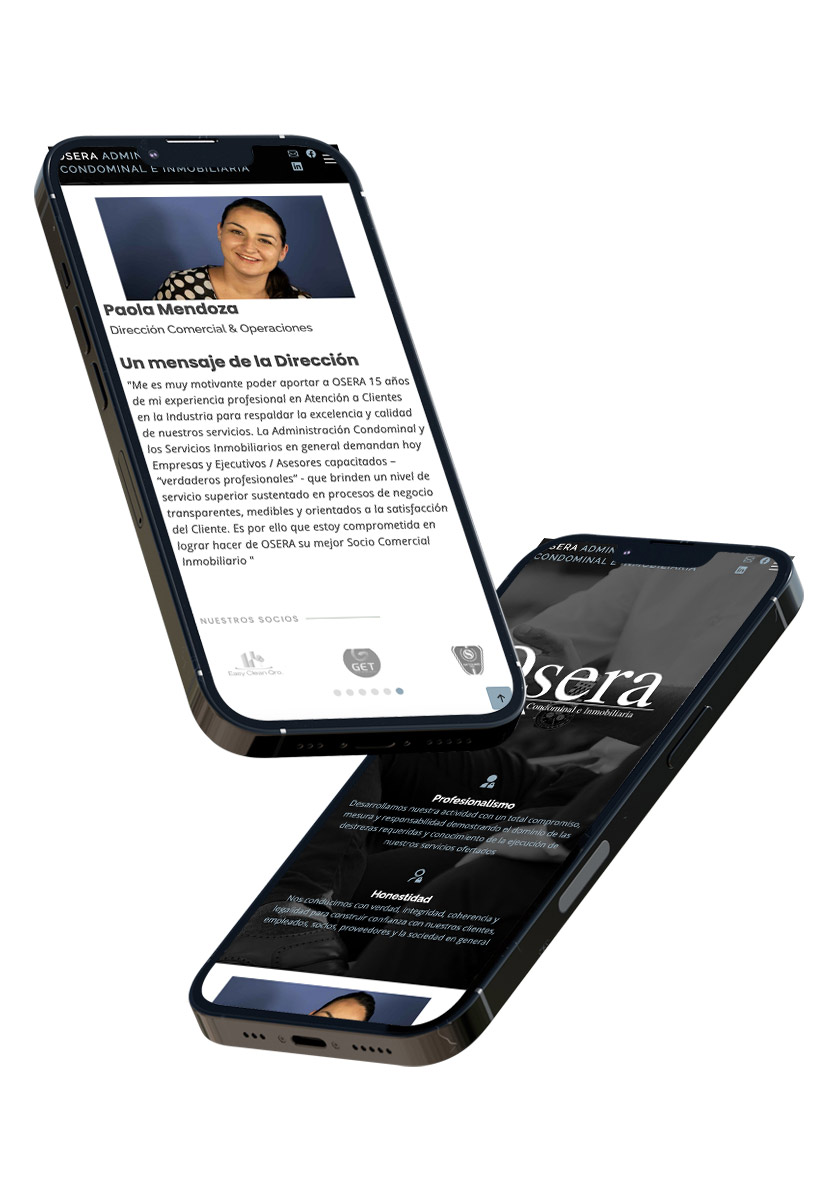 OSERA ADMIN
CONDOMINAL E INMOBILIARIA
Paola Mendoza
Dirección Comercial & Operaciones
Un mensaje de la Dirección
"Me es muy motivante poder aportar a OSERA 15 años
de mi experiencia profesional en Atención a Clientes
en la Industria para respaldar la excelencia y calidad
de nuestros servicios. La Administración Condominal y
los Servicios Inmobiliarios en general demandan hoy
Empresas y Ejecutivos / Asesores capacitados –
“verdaderos profesionales” - que brinden un nivel de
servicio superior sustentado en procesos de negocio
transparentes, medibles y orientados a la satisfacción
del Cliente. Es por ello que estoy comprometida en
lograr hacer de OSERA su mejor Socio Comercial
Inmobiliario "
NUESTROS SOCIOS
Easy Clean Qro.
GET
OSERA ADMIN
CONDOMINAL E INMOBILIARIA
Osera
Condominal e Inmobiliaria
Profesionalismo
Desarrollamos nuestra actividad con un total compromiso,
mesura y responsabilidad demostrando el dominio de las
destrezas requeridas y conocimiento de la ejecución de
nuestros servicios ofertados
Honestidad
Nos conducimos con verdad, integridad, coherencia y
legalidad para construir confianza con nuestros clientes,
empleados, socios, proveedores y la sociedad en general